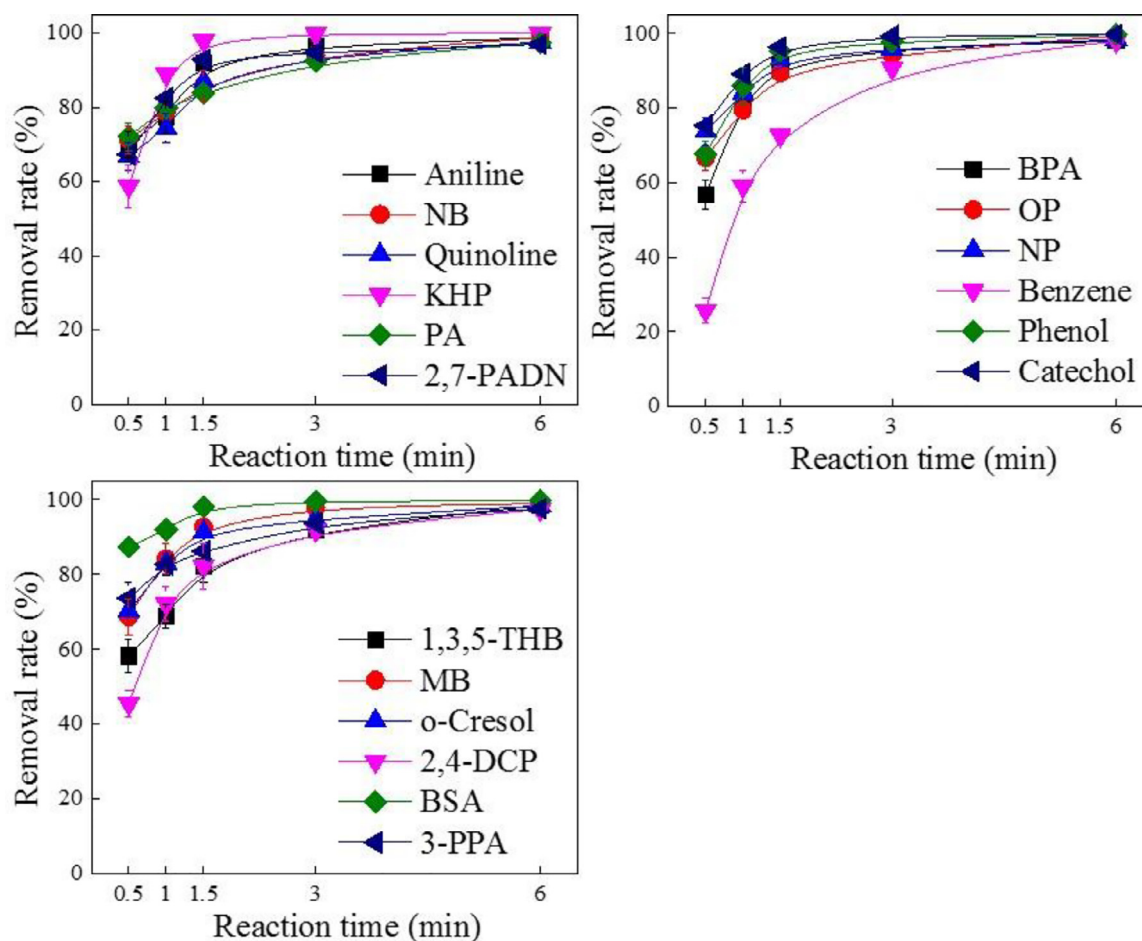 100
80
60
40
20
0
Removal rate (%)
Aniline
NB
Quinoline
KHP
PA
2,7-PADN
0.5 1 1.5 3 6
Reaction time (min)
100
80
60
40
20
0
Removal rate (%)
BPA
OP
NP
Benzene
Phenol
Catechol
0.5 1 1.5 3 6
Reaction time (min)
100
80
60
40
20
0
Removal rate (%)
1,3,5-THB
MB
o-Cresol
2,4-DCP
BSA
3-PPA
0.5 1 1.5 3 6
Reaction time (min)